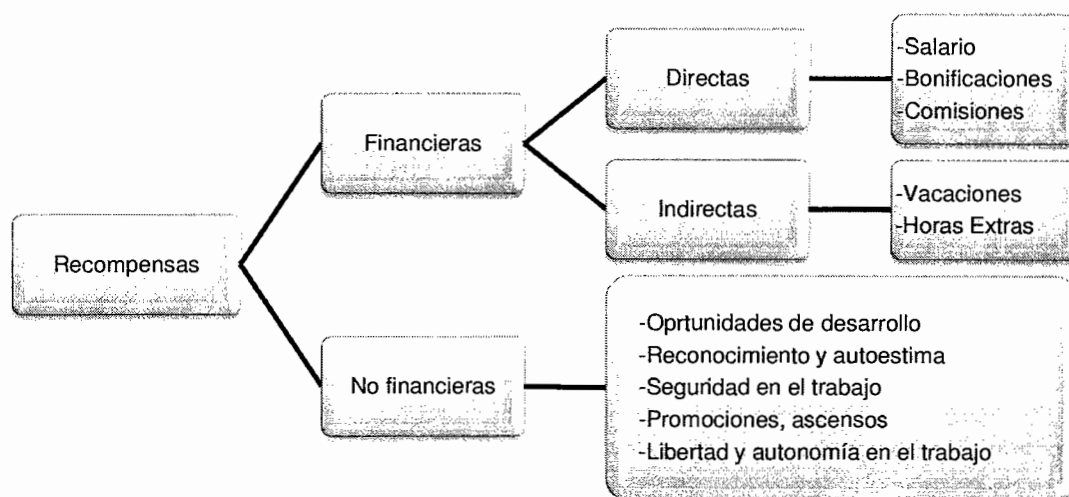 Recompensas
Financieras
Directas
-Salario
-Bonificaciones
-Comisiones
Indirectas
-Vacaciones
-Horas Extras
No financieras
-Oprtunidades de desarrollo
-Reconocimiento y autoestima
-Seguridad en el trabajo
-Promociones, ascensos
-Libertad y autonomía en el trabajo